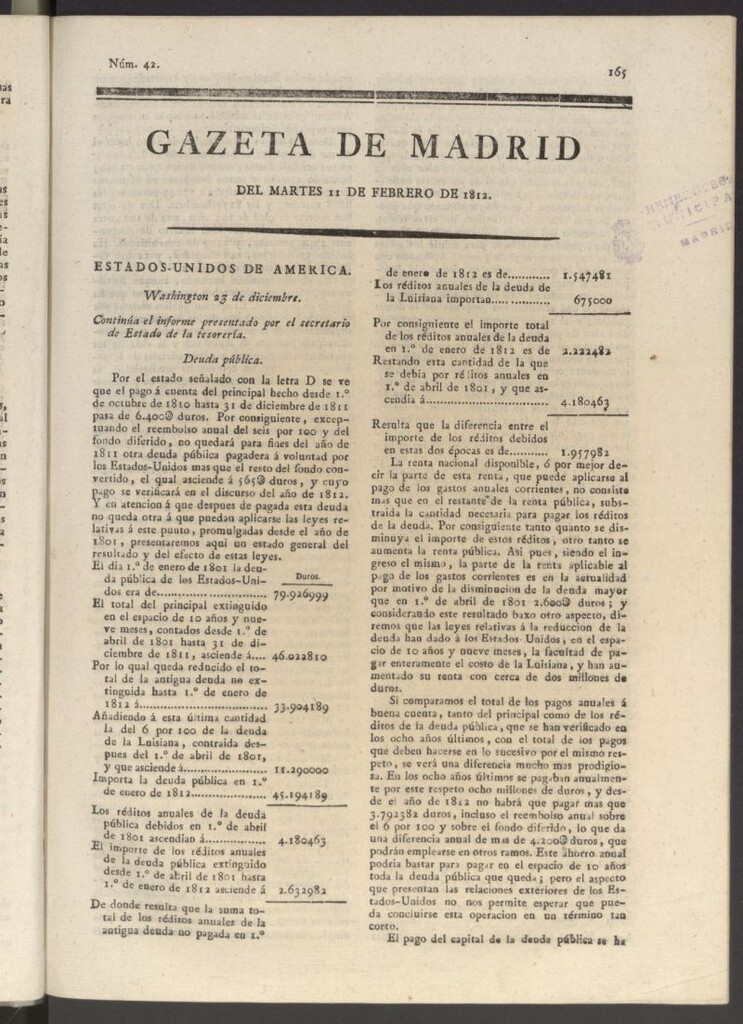 Núm. 42.
165
GAZETA DE MADRID
DEL MARTES 11 DE FEBRERO DE 1812.
ESTADOS-UNIDOS DE AMERICA.
Washington 23 de diciembre.
Continúa el informe presentado por el secretario
de Estado de la tesorería.
Deuda pública.
Por el estado señalado con la letra D se ve
que el pago á cuenta del principal hecho desde 1.º
de octubre de 1810 hasta 31 de diciembre de 1811
pasa de 6.400@ duros. Por consiguiente, excep-
tuando el reembolso anual del seis por 100 y del
fondo diferido, no quedará para fines del año de
1811 otra deuda pública pagadera á voluntad por
los Estados-Unidos mas que el resto del fondo con-
vertido, el qual asciende á 565@ duros, y cuyo
pago se verificará en el discurso del año de 1812.
Y en atencion á que despues de pagada esta deuda
no queda otra á que puedan aplicarse las leyes re-
lativas á este punto, promulgadas desde el año de
1801, presentaremos aqui un estado general del
resultado y del efecto de estas leyes.
El dia 1.º de enero de 1801 la deu-
da pública de los Estados-Uni- Duros.
dos era de........................ 79.926999
El total del principal extinguido
en el espacio de 10 años y nue-
ve meses, contados desde 1.º de
abril de 1801 hasta 31 de di-
ciembre de 1811, asciende á.... 46.022810
Por lo qual queda reducido el to-
tal de la antigua deuda no ex-
tinguida hasta 1.º de enero de
1812 á........................... 33.904189
Añadiendo á esta última cantidad
la del 6 por 100 de la deuda
de la Luisiana, contraida des-
pues del 1.º de abril de 1801,
y que asciende á.................. 11.290000
Importa la deuda pública en 1.º
de enero de 1812................. 45.194189
Los réditos anuales de la deuda
pública debidos en 1.º de abril
de 1801 ascendian á............. 4.180463
El importe de los réditos anuales
de la deuda pública extinguido
desde 1.º de abril de 1801 hasta
1.º de enero de 1812 asciende á 2.632982
De donde resulta que la suma to-
tal de los réditos anuales de la
antigua deuda no pagada en 1.º
de enero de 1812 es de........... 1.547481
Los réditos anuales de la deuda de
la Luisiana importan.............. 675000
Por consiguiente el importe total
de los réditos anuales de la deuda
en 1.º de enero de 1812 es de 2.222482
Restando esta cantidad de la que
se debia por réditos anuales en
1.º de abril de 1801, y que as-
cendia á........................... 4.180463
Resulta que la diferencia entre el
importe de los réditos debidos
en estas dos épocas es de......... 1.957982
La renta nacional disponible, ó por mejor de-
cir la parte de esta renta, que puede aplicarse al
pago de los gastos anuales corrientes, no consiste
mas que en el restante de la renta pública, subs-
traida la cantidad necesaria para pagar los réditos
de la deuda. Por consiguiente tanto quanto se dis-
minuya el importe de estos réditos, otro tanto se
aumenta la renta pública. Asi pues, siendo el in-
greso el mismo, la parte de la renta aplicable al
pago de los gastos corrientes es en la actualidad
por motivo de la disminucion de la deuda mayor
que en 1.º de abril de 1801 2.600@ duros; y
considerando este resultado baxo otro aspecto, di-
remos que las leyes relativas á la reduccion de la
deuda han dado á los Estados-Unidos, en el espa-
cio de 10 años y nueve meses, la facultad de pa-
gar enteramente el costo de la Luisiana, y han au-
mentado su renta con cerca de dos millones de
duros.
Si comparamos el total de los pagos anuales á
buena cuenta, tanto del principal como de los ré-
ditos de la deuda pública, que se han verificado en
los ocho años últimos, con el total de los pagos
que deben hacerse en lo sucesivo por el mismo res-
peto, se verá una diferencia mucho mas prodigio-
sa. En los ocho años últimos se pagaban anualmen-
te por este respeto ocho millones de duros, y des-
de el año de 1812 no habrá que pagar mas que
3.792382 duros, incluso el reembolso anual sobre
el 6 por 100 y sobre el fondo diferido, lo que da
una diferencia anual de mas de 4.200@ duros, que
podrán emplearse en otros ramos. Este ahorro anual
podria bastar para pagar en el espacio de 10 años
toda la deuda pública que queda; pero el aspecto
que presentan las relaciones exteriores de los Es-
tados-Unidos no nos permite esperar que pue-
da concluirse esta operacion en un término tan
corto.
El pago del capital de la deuda pública se ha